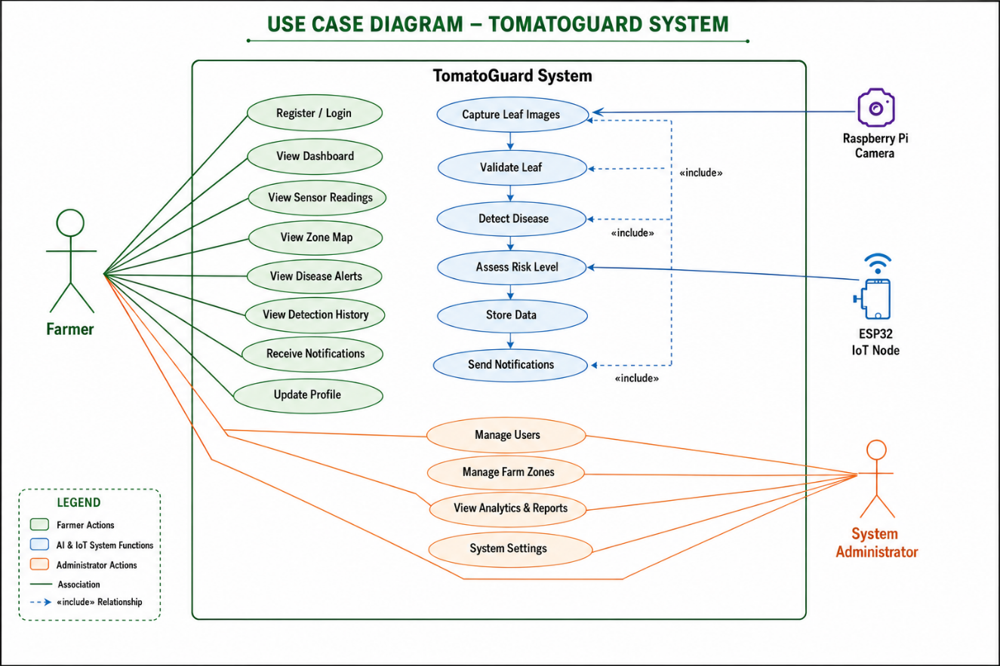 USE CASE DIAGRAM – TOMATOGUARD SYSTEM
TomatoGuard System
Register / Login
View Dashboard
View Sensor Readings
View Zone Map
View Disease Alerts
View Detection History
Receive Notifications
Update Profile
Capture Leaf Images
Validate Leaf
Detect Disease
Assess Risk Level
Store Data
Send Notifications
«include»
«include»
«include»
Manage Users
Manage Farm Zones
View Analytics & Reports
System Settings
Farmer
Raspberry Pi
Camera
ESP32
IoT Node
System
Administrator
LEGEND
Farmer Actions
AI & IoT System Functions
Administrator Actions
Association
«include» Relationship